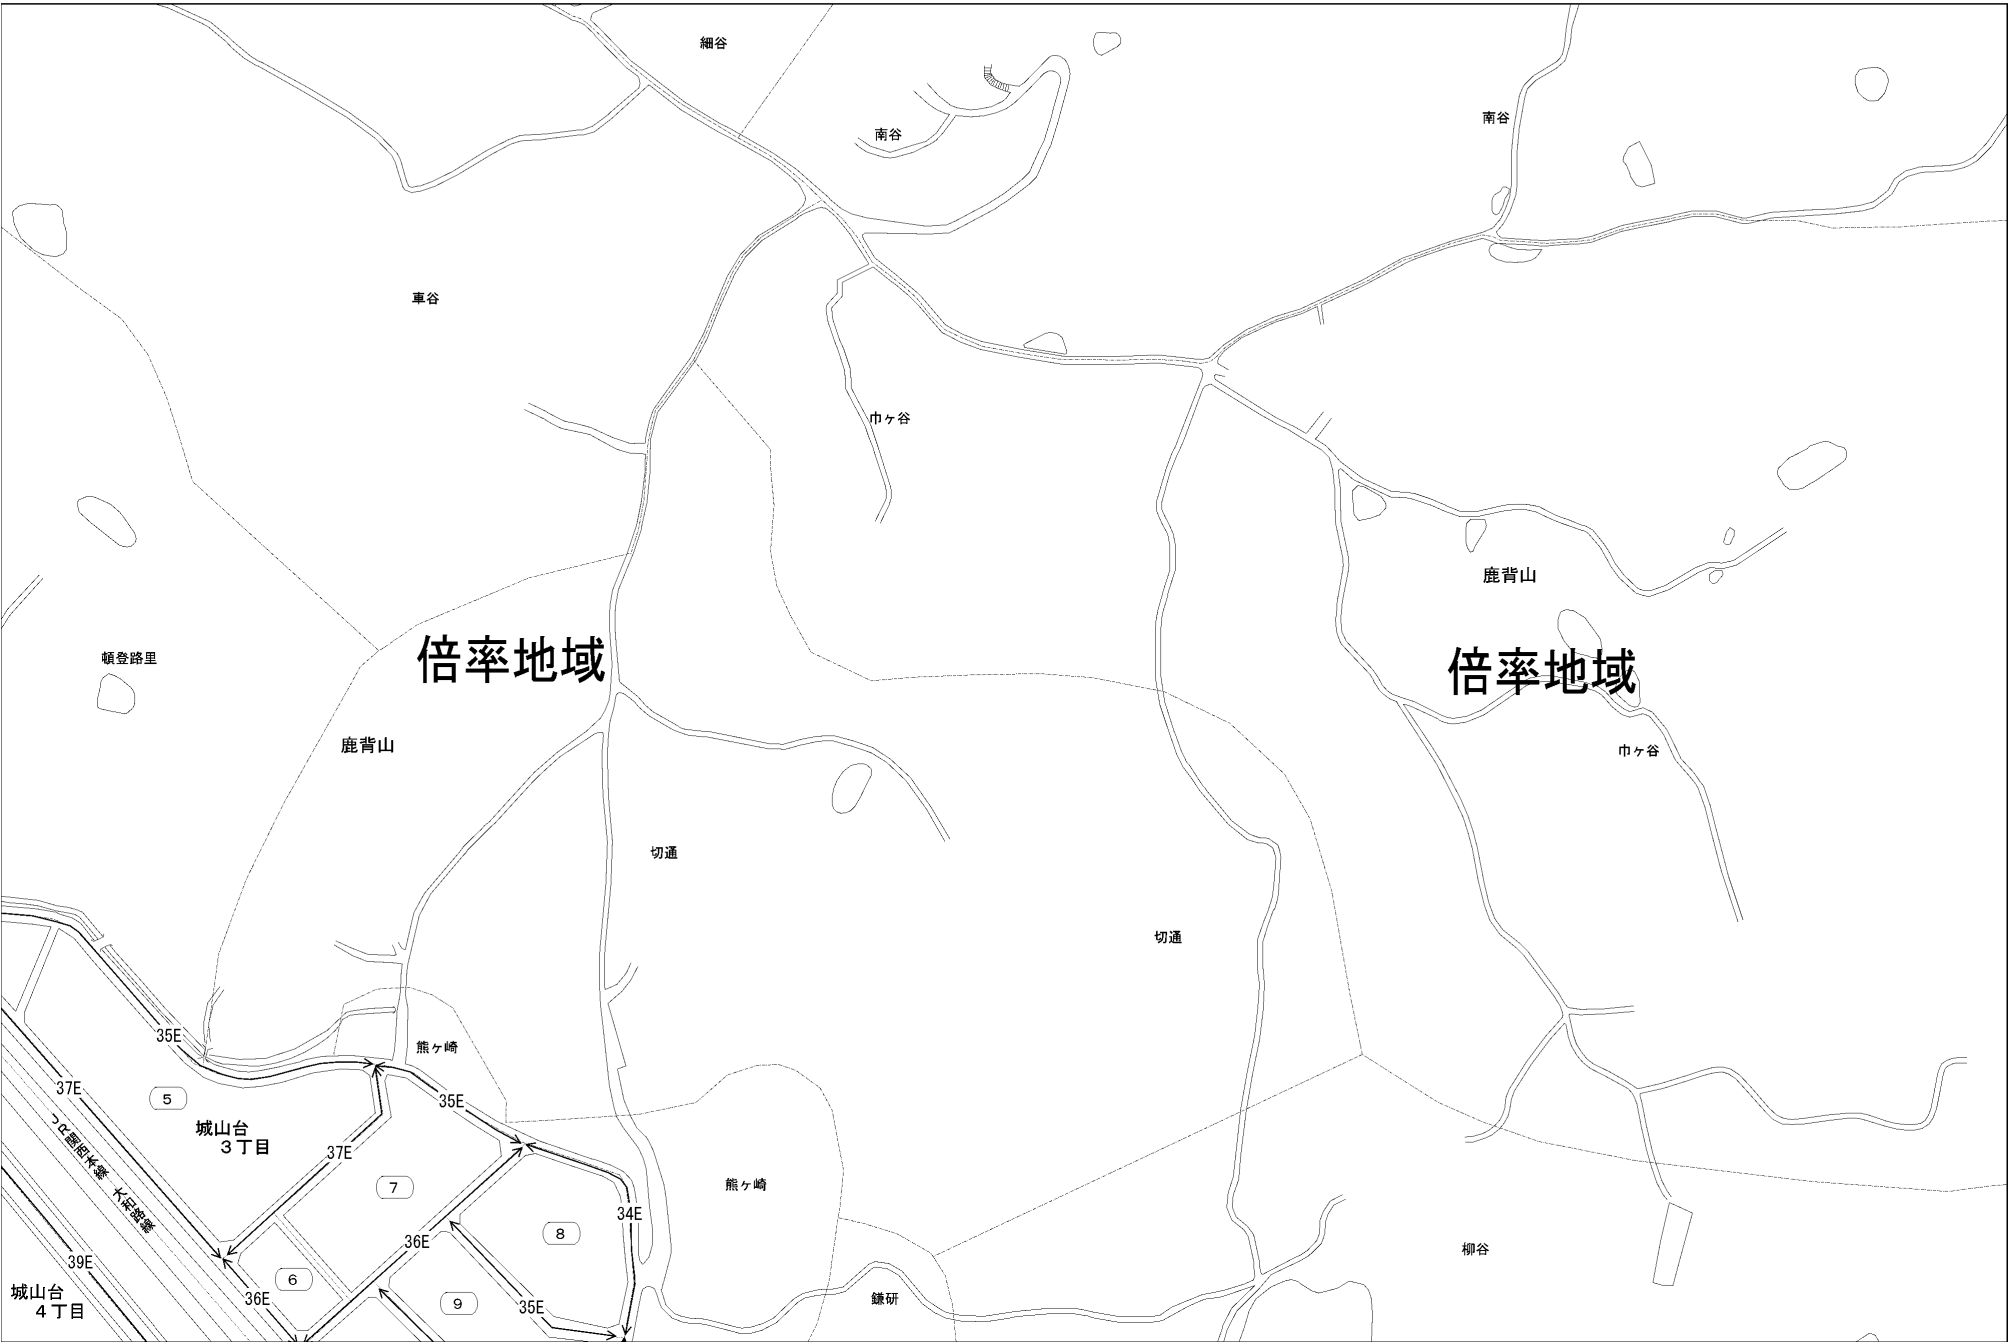 細谷
南谷
南谷
車谷
巾ヶ谷
鹿背山
頓登路里
倍率地域
倍率地域
鹿背山
巾ヶ谷
切通
切通
35E
熊ヶ崎
37E
5
35E
城山台
3丁目
JR関西本線 大和路線
37E
7
熊ヶ崎
34E
8
36E
柳谷
39E
6
城山台
4丁目
36E
9
35E
鎌研